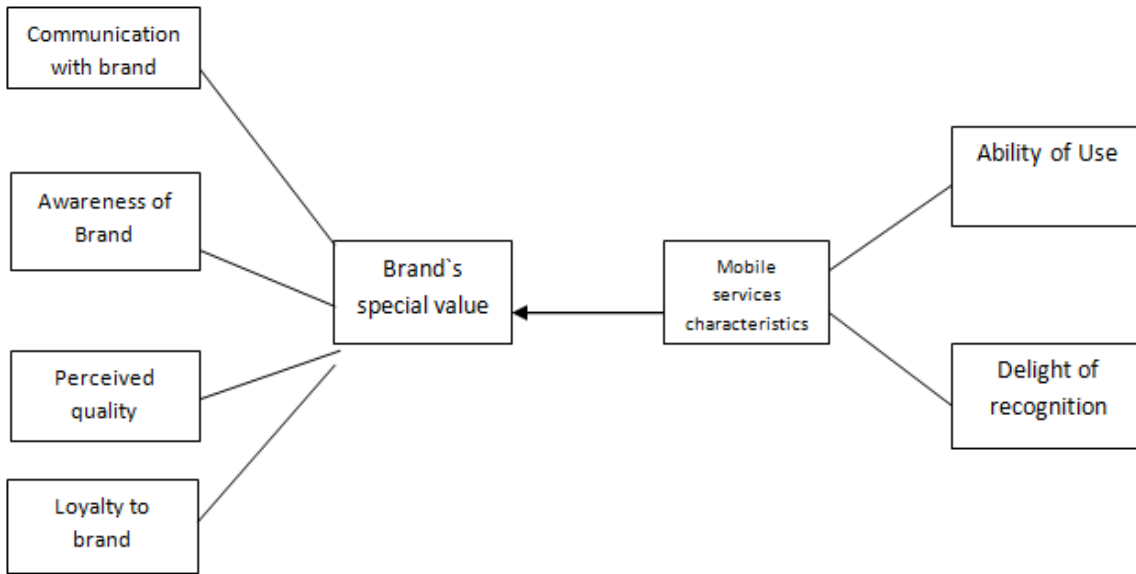 Communication
with brand
Awareness of
Brand
Perceived
quality
Loyalty to
brand
Brand`s
special value
Mobile
services
characteristics
Ability of Use
Delight of
recognition